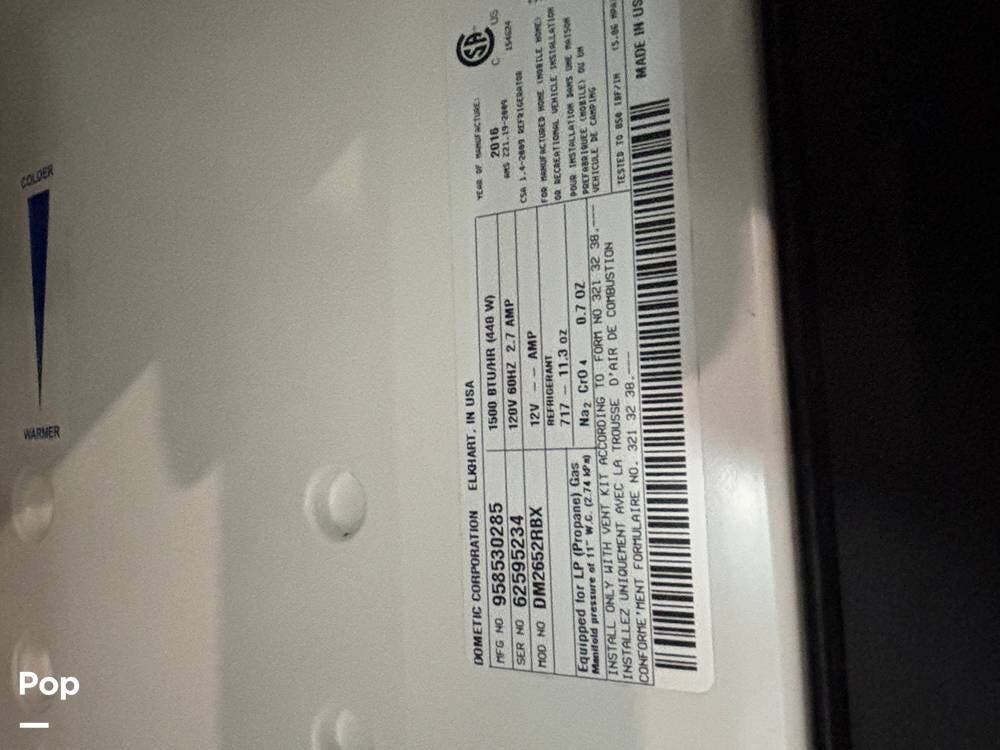 COLDER
WARMER
DOMETIC CORPORATION ELKHART, IN USA
MFG NO 958530285 1500 BTU/HR (440 W)
SER NO 62595234 120V 60HZ 2.7 AMP
MOD NO DM2652RBX 12V -- AMP
REFRIGERANT
717 - 11.3 OZ
Equipped for LP (Propane) Gas
Manifold pressure of 11" W.C. (2.74 kPa)
Na2 CrO4 0.7 OZ
INSTALL ONLY WITH VENT KIT ACCORDING TO FORM NO 321 32 38.---
INSTALLEZ UNIQUEMENT AVEC LA TROUSSE D'AIR DE COMBUSTION
CONFORME'MENT FORMULAIRE NO. 321 32 38.---
YEAR OF MANUFACTURE:
2016
ANS Z21.19-2009
CSA 1.4-2009 REFRIGERATOR
FOR MANUFACTURED HOME (MOBILE HOME)
OR RECREATIONAL VEHICLE INSTALLATION
POUR INSTALLATION DANS UNE MAISON
PREFABRIQUEE (MOBILE) OU UN
VEHICULE DE CAMPING
TESTED TO 850 LBF/IN (5.86 MPA)
MADE IN US
SA
C US
154624
Pop